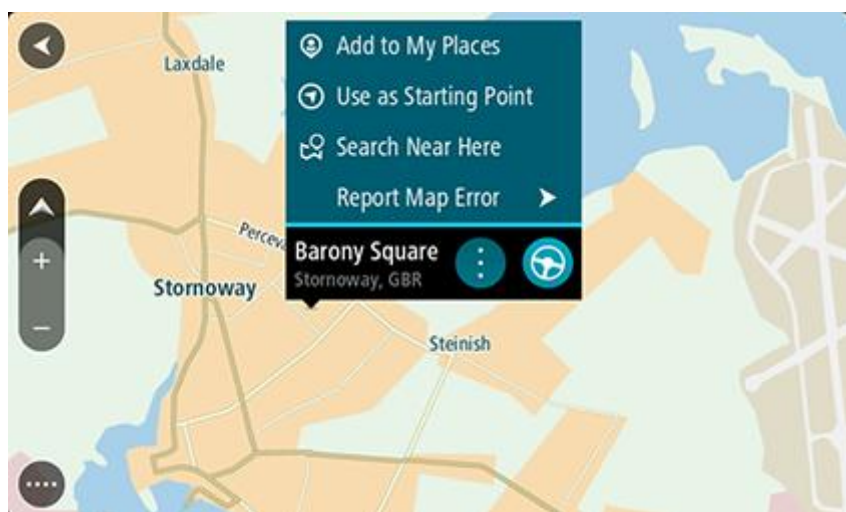 Laxdale
Add to My Places
Use as Starting Point
Search Near Here
Report Map Error
Perceva
Barony Square
Stornoway, GBR
Stornoway
Steinish